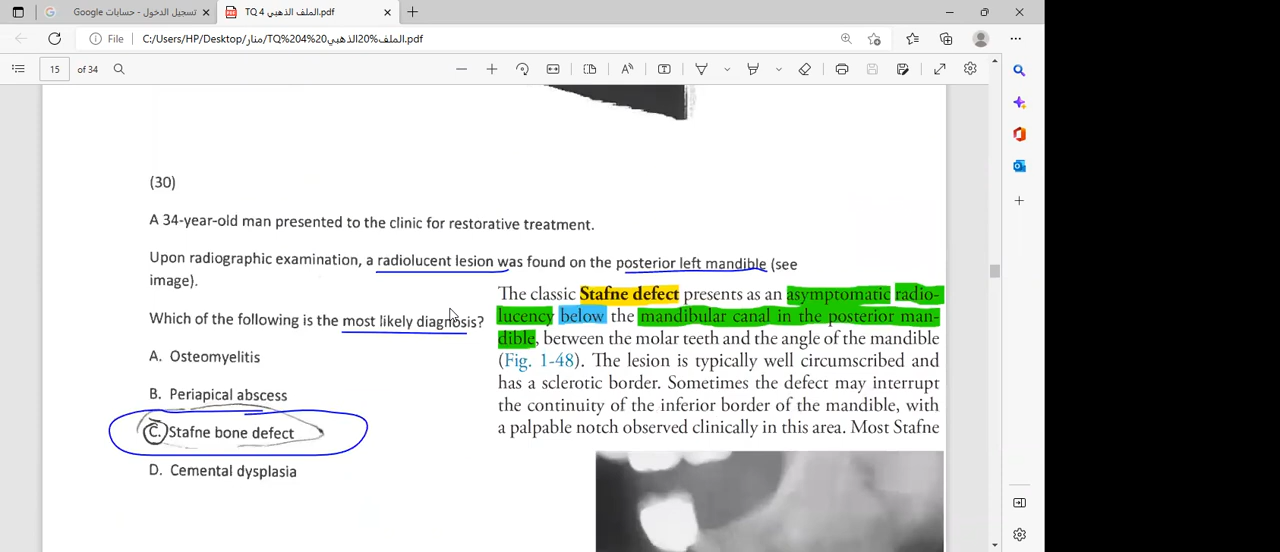 تسجيل الدخول - حسابات Google
TQ 4 الملف الذهبي.pdf
File
C:/Users/HP/Desktop/منار/TQ%204%20الملف%20الذهبي.pdf
15 of 34
(30)
A 34-year-old man presented to the clinic for restorative treatment.
Upon radiographic examination, a radiolucent lesion was found on the posterior left mandible (see
image).
Which of the following is the most likely diagnosis?
A. Osteomyelitis
B. Periapical abscess
C. Stafne bone defect
D. Cemental dysplasia
The classic Stafne defect presents as an asymptomatic radio-
lucency below the mandibular canal in the posterior man-
dible, between the molar teeth and the angle of the mandible
(Fig. 1-48). The lesion is typically well circumscribed and
has a sclerotic border. Sometimes the defect may interrupt
the continuity of the inferior border of the mandible, with
a palpable notch observed clinically in this area. Most Stafne